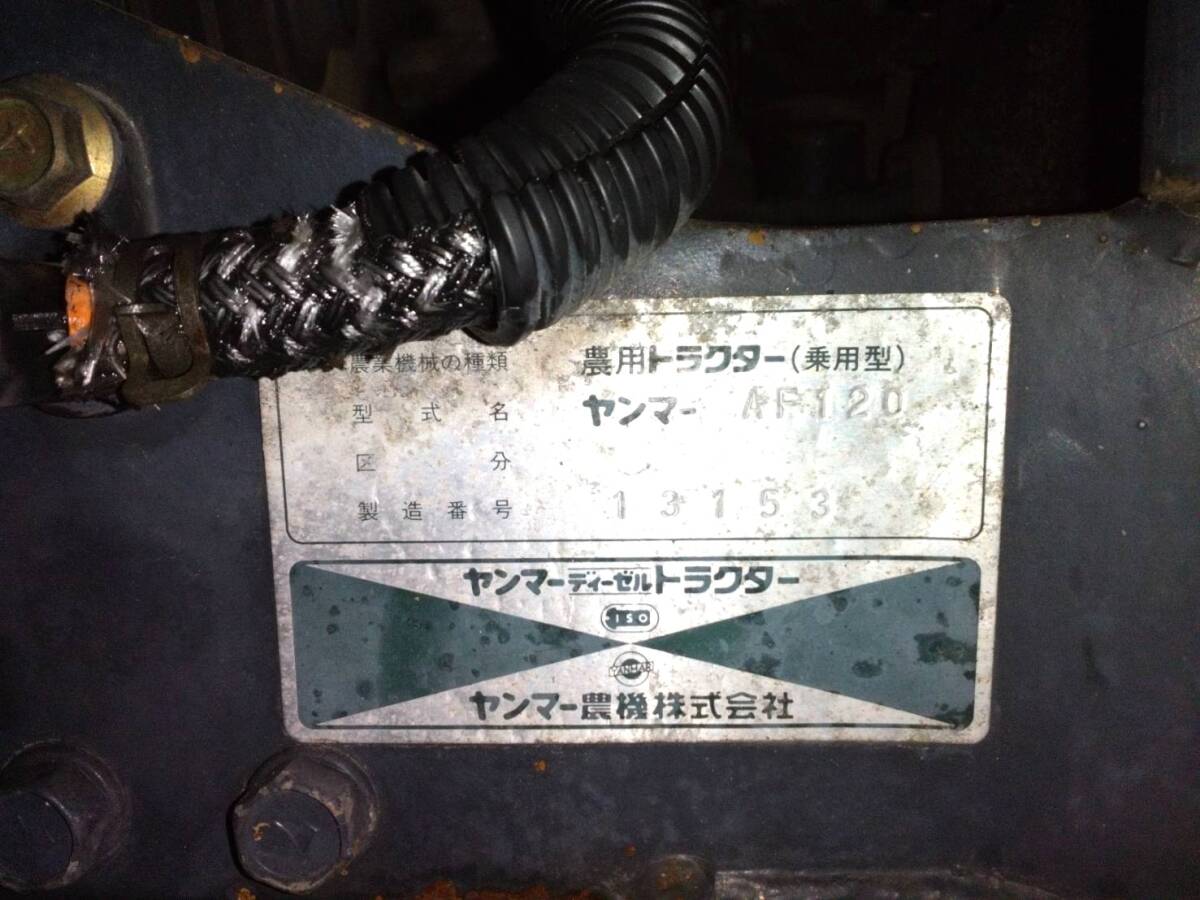 農業機械の種類 農用トラクター(乗用型)
型式名 ヤンマー AF120
区分
製造番号 13153
ヤンマーディーゼルトラクター
ISO
YANMAR
ヤンマー農機株式会社